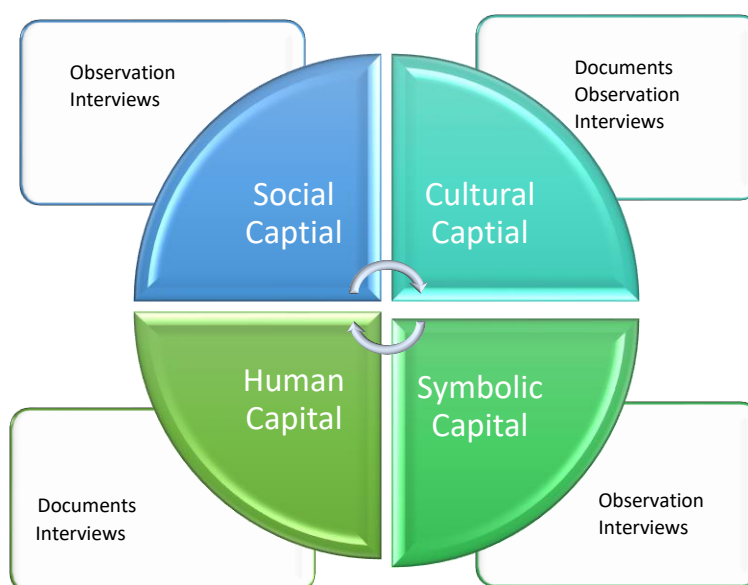 Observation
Interviews
Documents
Observation
Interviews
Social
Captial
Cultural
Captial
Human
Capital
Symbolic
Capital
Documents
Interviews
Observation
Interviews